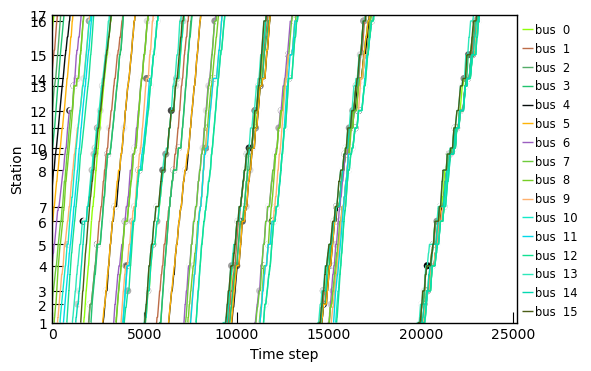 17
16
15
14
13
12
11
10
9
8
7
6
5
4
3
2
1
Station
0
5000
10000
15000
20000
25000
Time step
bus 0
bus 1
bus 2
bus 3
bus 4
bus 5
bus 6
bus 7
bus 8
bus 9
bus 10
bus 11
bus 12
bus 13
bus 14
bus 15